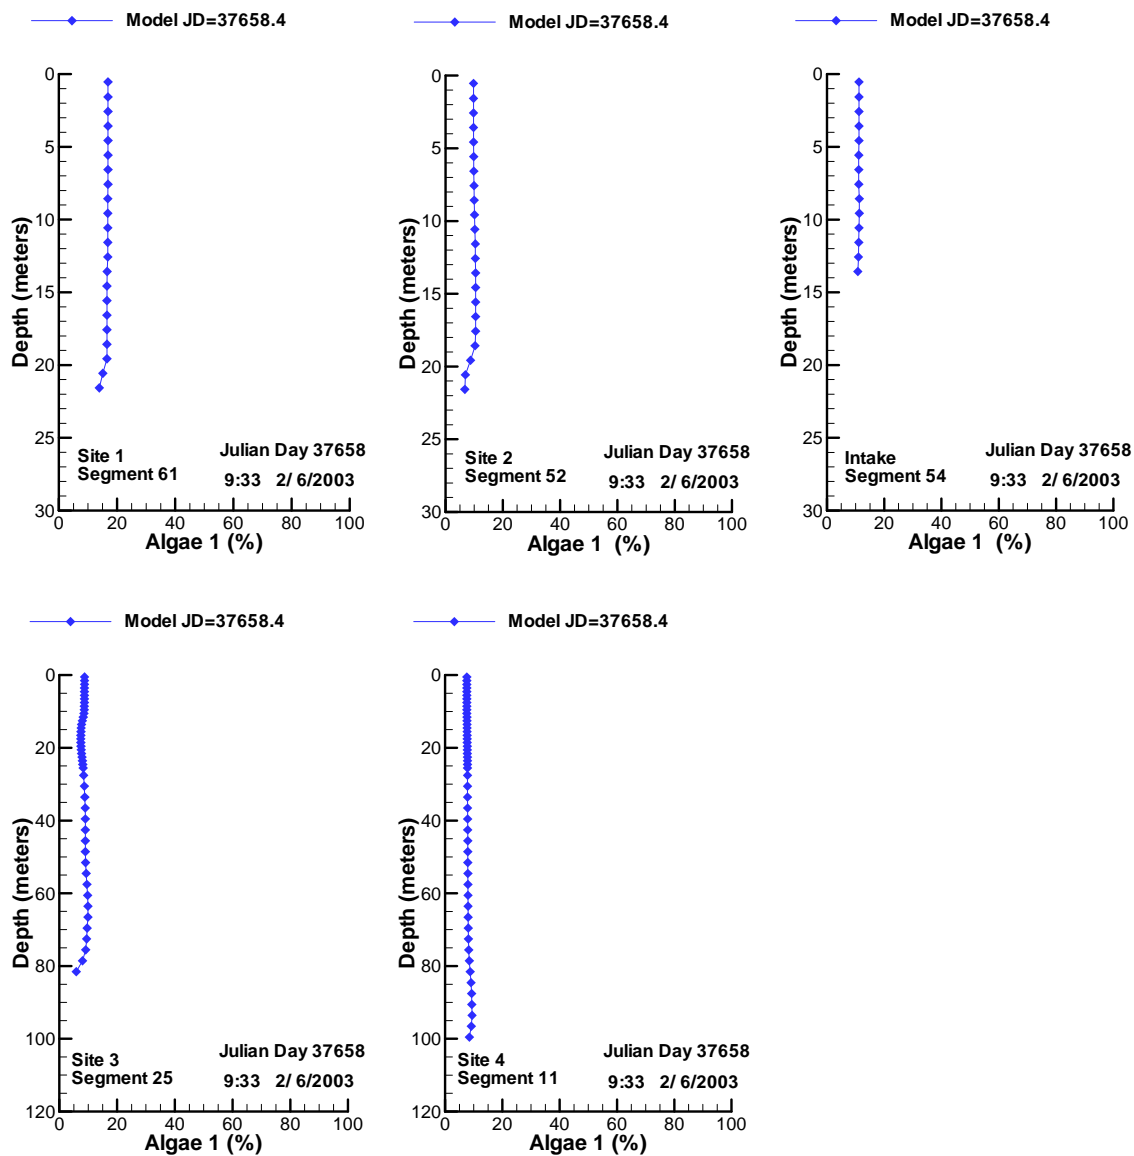 Model JD=37658.4
0
5
10
15
20
25
30
Depth (meters)
Site 1
Segment 61
Julian Day 37658
9:33 2/ 6/2003
0 20 40 60 80 100
Algae 1 (%)
Model JD=37658.4
0
5
10
15
20
25
30
Depth (meters)
Site 2
Segment 52
Julian Day 37658
9:33 2/ 6/2003
0 20 40 60 80 100
Algae 1 (%)
Model JD=37658.4
0
5
10
15
20
25
30
Depth (meters)
Intake
Segment 54
Julian Day 37658
9:33 2/ 6/2003
0 20 40 60 80 100
Algae 1 (%)
Model JD=37658.4
0
20
40
60
80
100
120
Depth (meters)
Site 3
Segment 25
Julian Day 37658
9:33 2/ 6/2003
0 20 40 60 80 100
Algae 1 (%)
Model JD=37658.4
0
20
40
60
80
100
120
Depth (meters)
Site 4
Segment 11
Julian Day 37658
9:33 2/ 6/2003
0 20 40 60 80 100
Algae 1 (%)